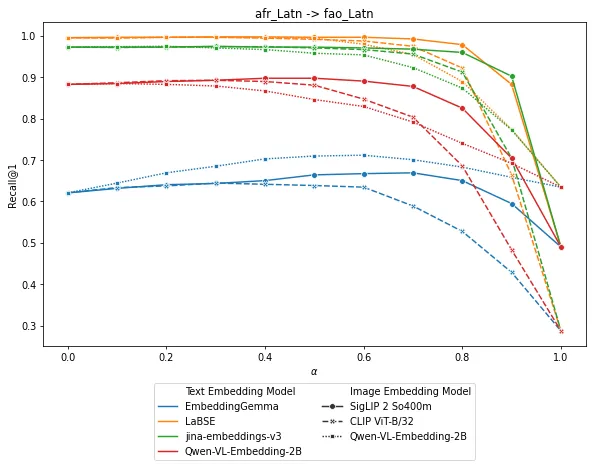 afr_Latn -> fao_Latn
Recall@1
1.0
0.9
0.8
0.7
0.6
0.5
0.4
0.3
0.0 0.2 0.4 0.6 0.8 1.0
α
Text Embedding Model Image Embedding Model
EmbeddingGemma SigLIP 2 So400m
LaBSE CLIP ViT-B/32
jina-embeddings-v3 Qwen-VL-Embedding-2B
Qwen-VL-Embedding-2B